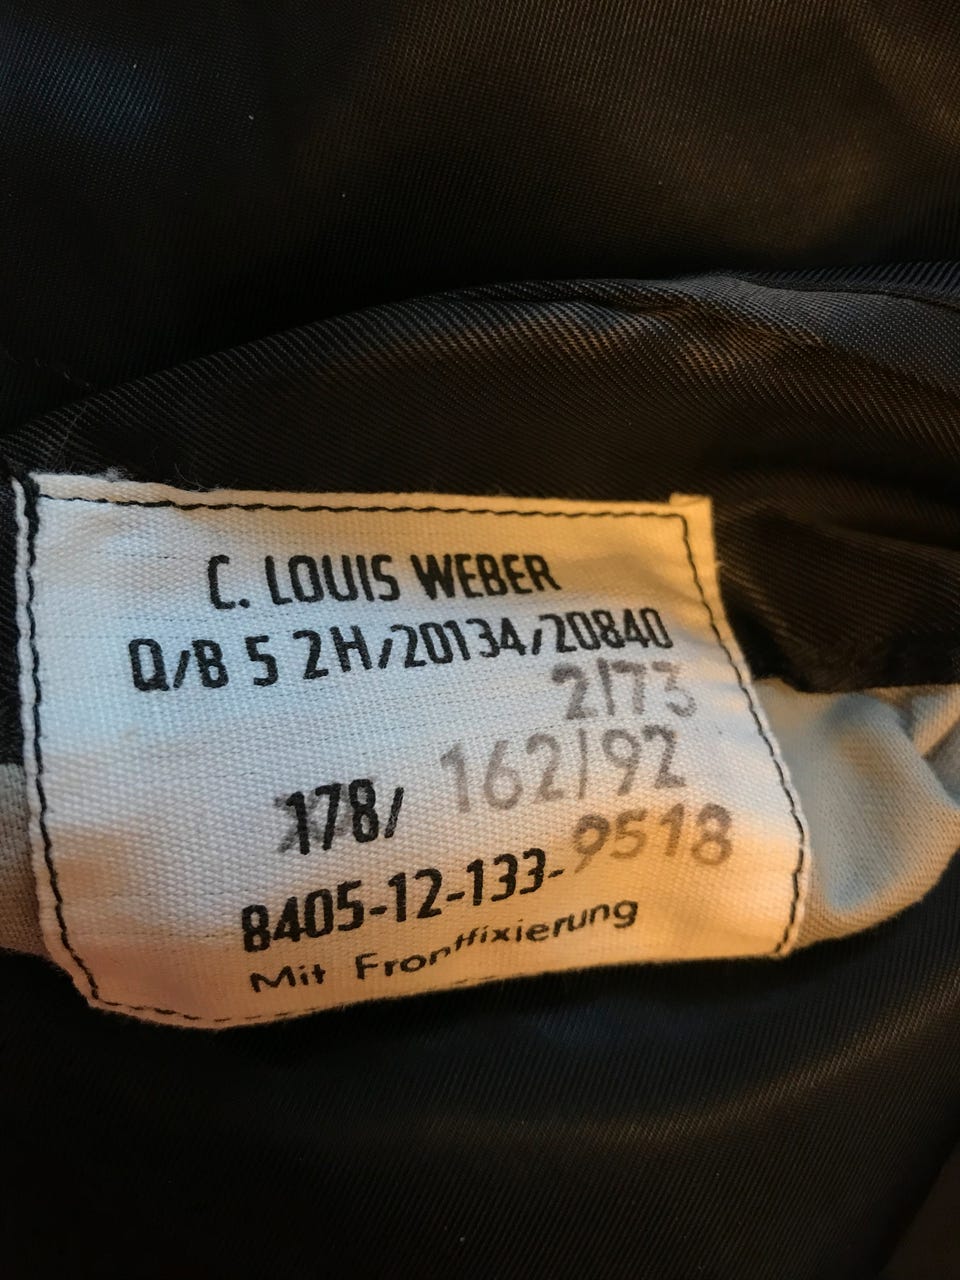 C. LOUIS WEBER
Q/B 5 2H/20134/20840
2/73
178/ 162/92
8405-12-133-9518
Mit Frontfixierung